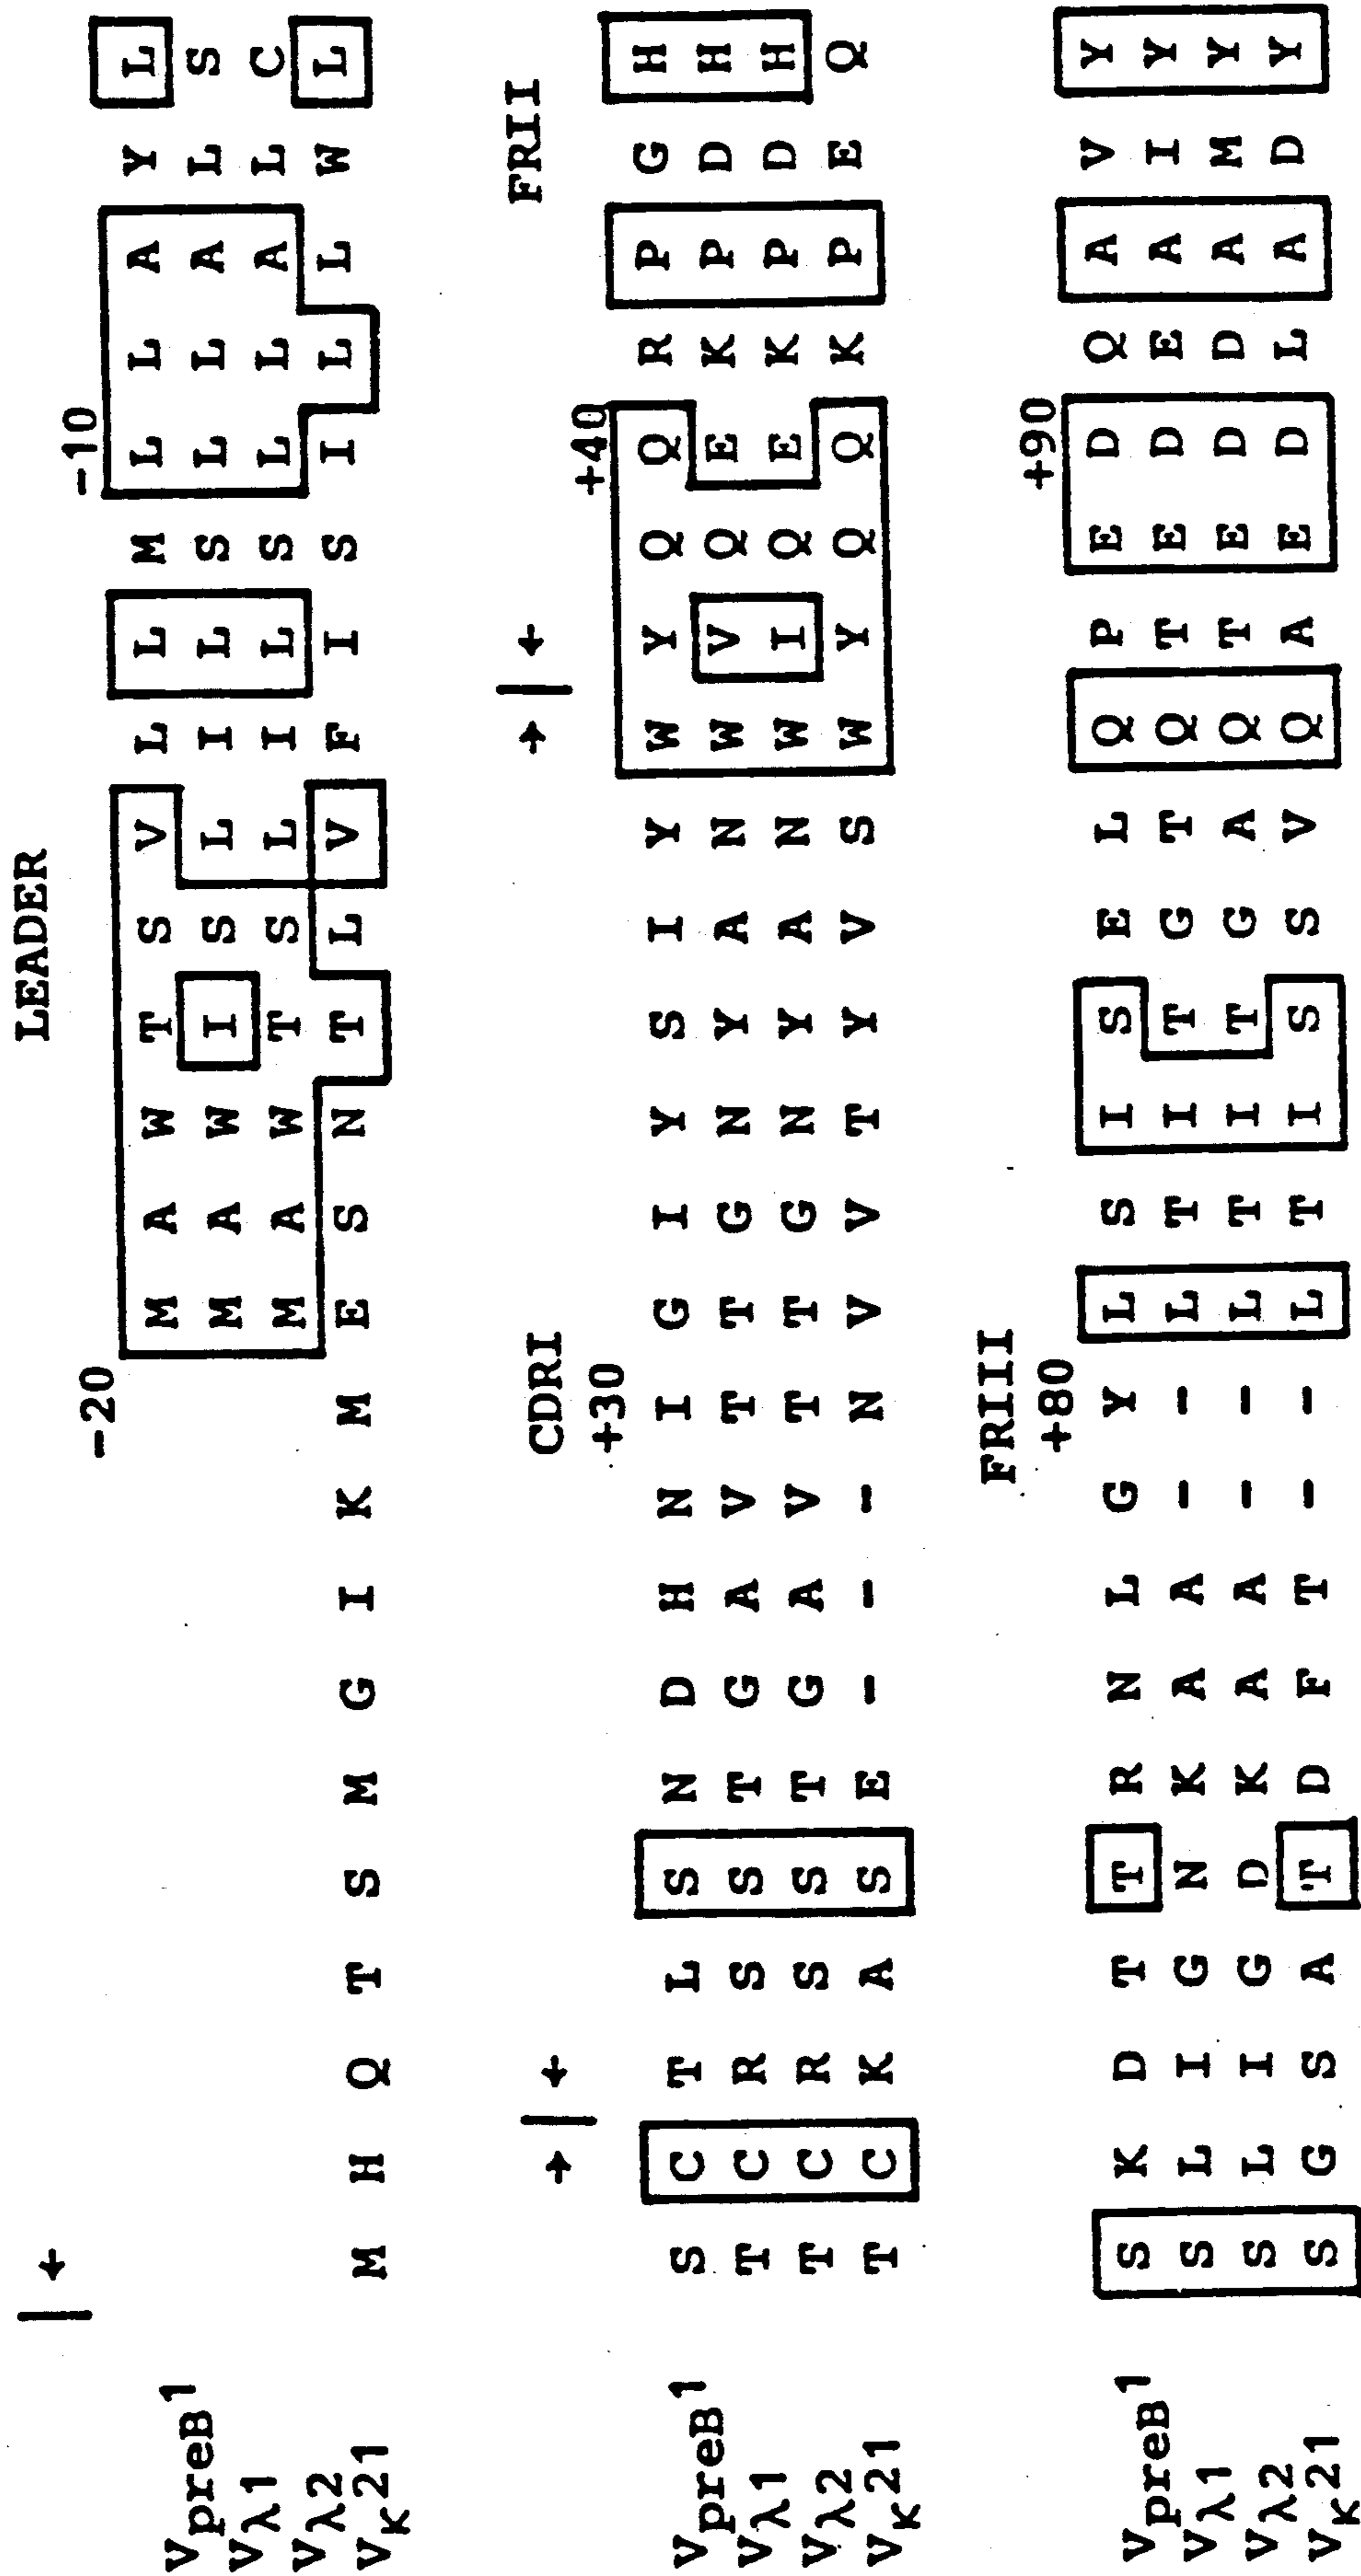 |← LEADER
-20 -10
VpreB1 M A W T S V L L M L L A Y L
Vλ1 M A W I S L I L S L L A L S
Vλ2 M A W T S L I L S L L A L C
Vκ21 M H Q T S M G I K M E S N T L V F I S I L L W L
→|← CDRI →|← FRII
+30 +40
VpreB1 S C T L S N D H N I G I Y S I Y W Y Q Q R P G H
Vλ1 T C R S S T G A V T T G N Y A N W V Q E K P D H
Vλ2 T C R S S T G A V T T G N Y A N W I Q E K P D H
Vκ21 T C K A S E - - - N V V T Y V S W Y Q Q K P E Q
FRIII
+80 +90
VpreB1 S K D T T R N L G Y L S I S E L Q P E D Q A V Y
Vλ1 S L I G N K A A - - L T I T G T Q T E D E A I Y
Vλ2 S L I G D K A A - - L T I T G A Q T E D D A M Y
Vκ21 S G S A T D F T - - L T I S S V Q A E D L A D Y